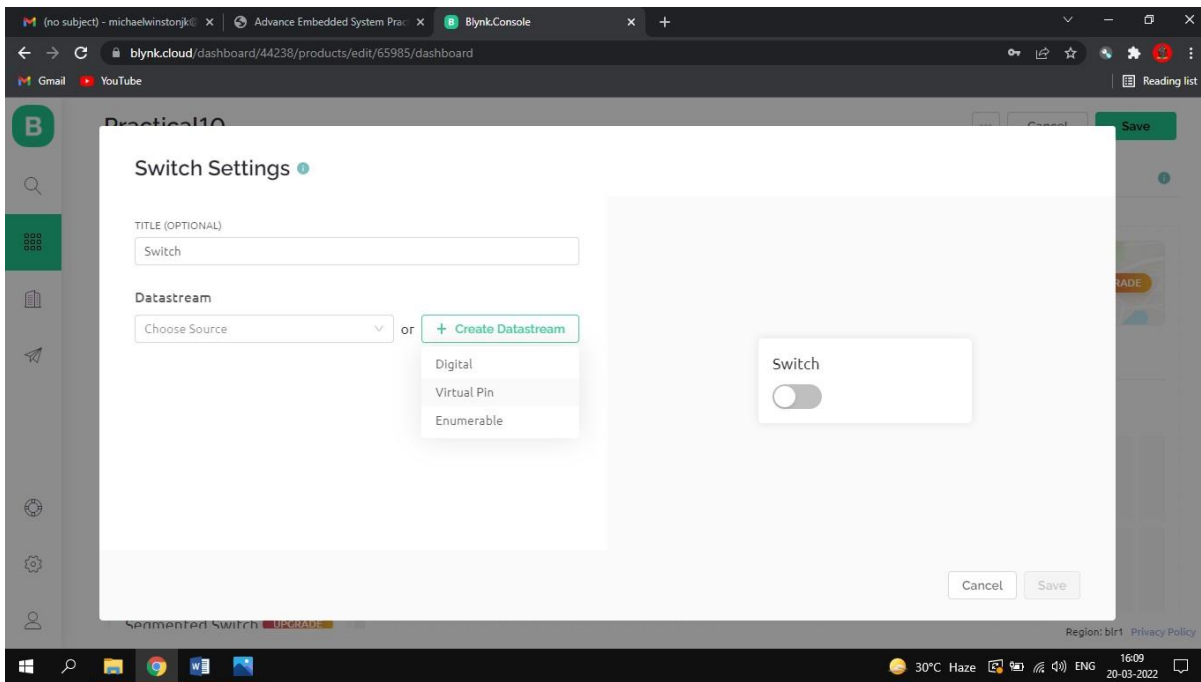 (no subject) - michaelwinstonjk@
Advance Embedded System Prac
Blynk.Console
blynk.cloud/dashboard/44238/products/edit/65985/dashboard
Gmail
YouTube
Reading list
B
Practical10
Cancel
Save
Switch Settings
TITLE (OPTIONAL)
Switch
Datastream
Choose Source
or
+ Create Datastream
Digital
Virtual Pin
Enumerable
Switch
Cancel
Save
Segmented Switch UPGRADE
Region: blr1 Privacy Policy
30°C Haze
ENG
16:09
20-03-2022